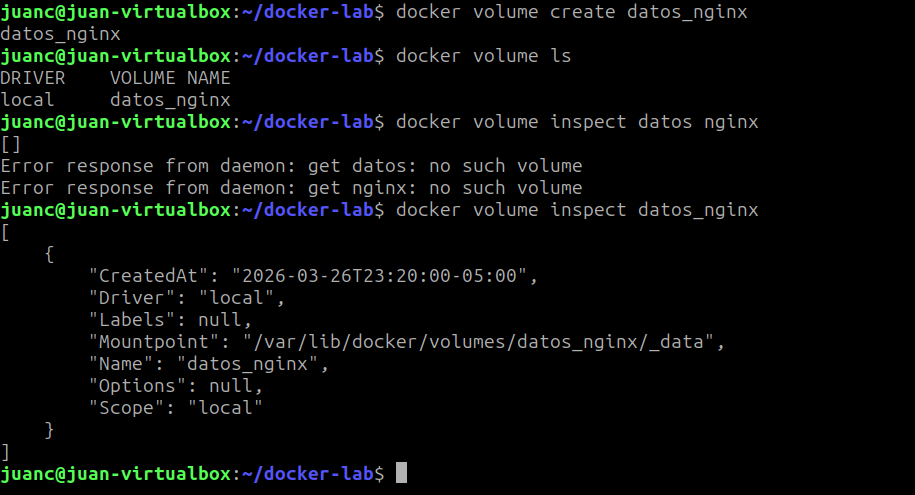 juanc@juan-virtualbox:~/docker-lab$ docker volume create datos_nginx
datos_nginx
juanc@juan-virtualbox:~/docker-lab$ docker volume ls
DRIVER    VOLUME NAME
local     datos_nginx
juanc@juan-virtualbox:~/docker-lab$ docker volume inspect datos nginx
[]
Error response from daemon: get datos: no such volume
Error response from daemon: get nginx: no such volume
juanc@juan-virtualbox:~/docker-lab$ docker volume inspect datos_nginx
[
    {
        "CreatedAt": "2026-03-26T23:20:00-05:00",
        "Driver": "local",
        "Labels": null,
        "Mountpoint": "/var/lib/docker/volumes/datos_nginx/_data",
        "Name": "datos_nginx",
        "Options": null,
        "Scope": "local"
    }
]
juanc@juan-virtualbox:~/docker-lab$